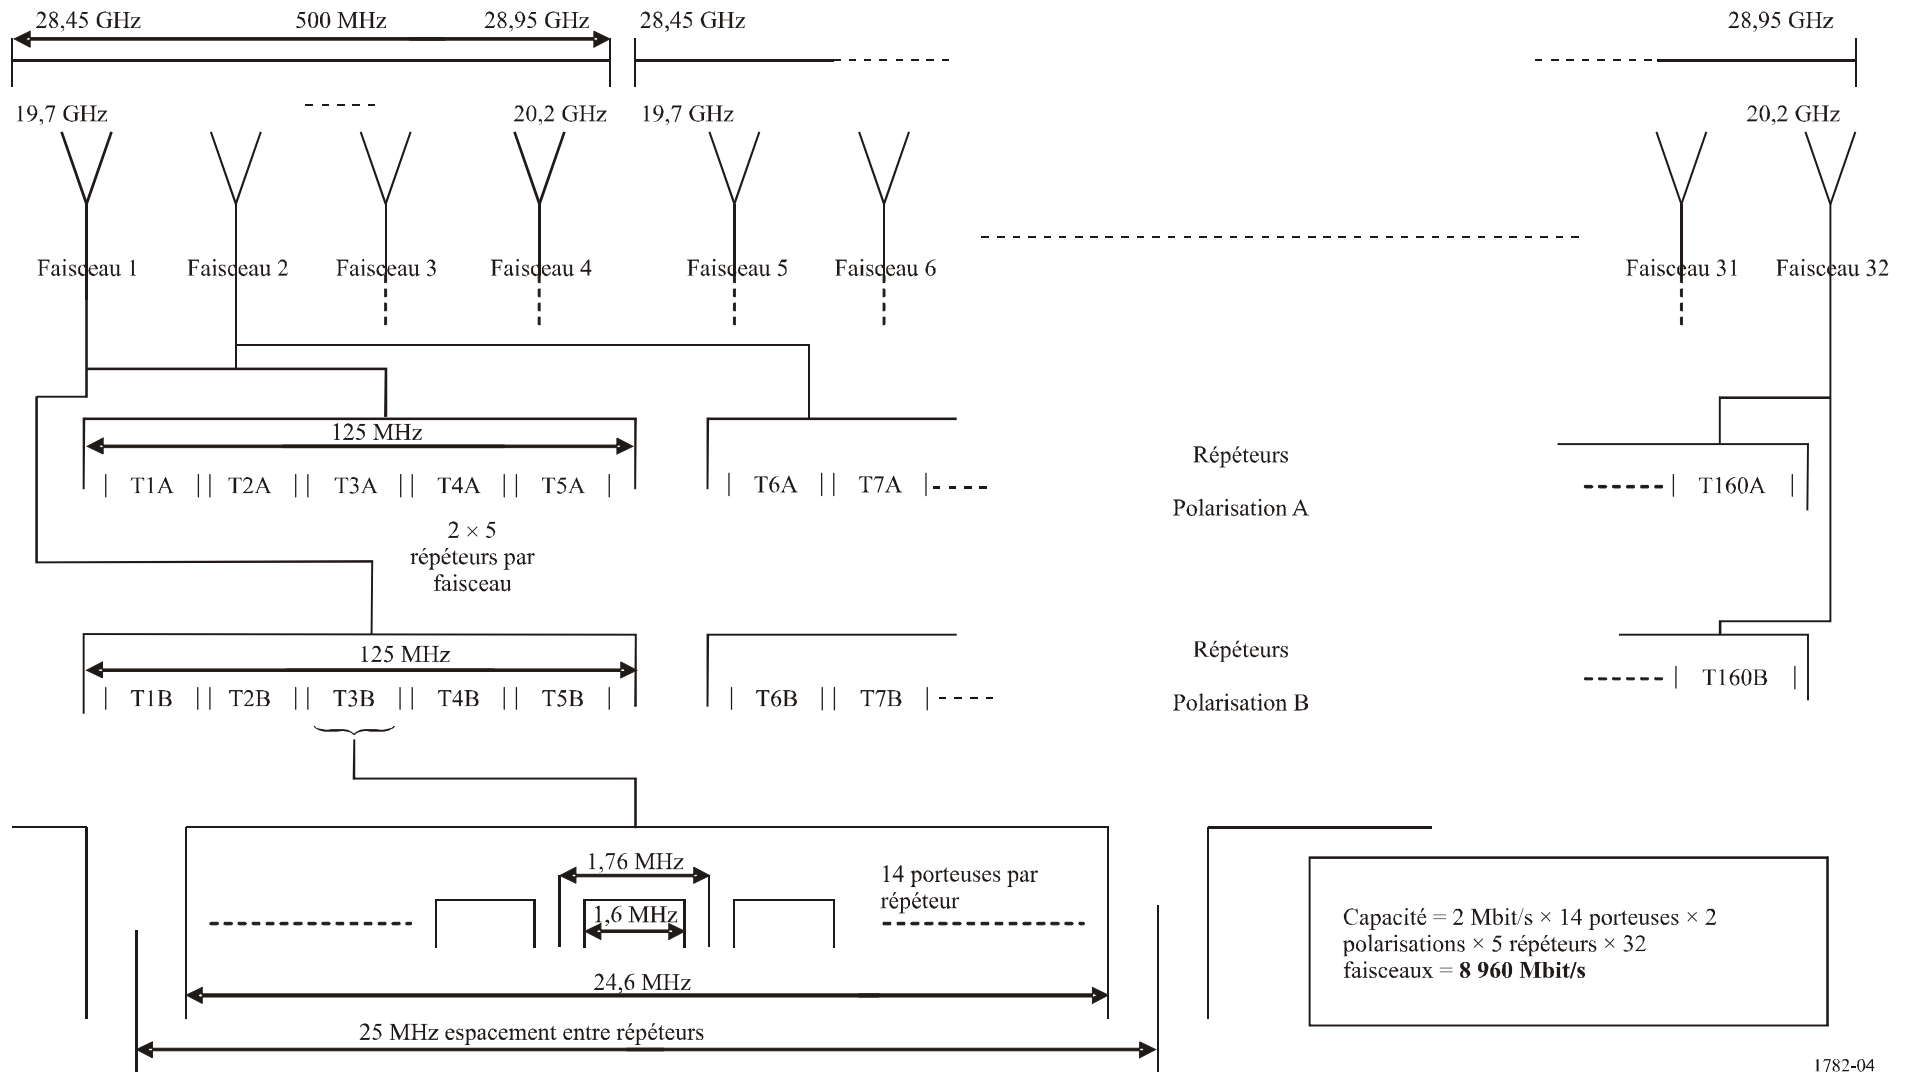 28,45 GHz 500 MHz 28,95 GHz 28,45 GHz 28,95 GHz
19,7 GHz 20,2 GHz 19,7 GHz 20,2 GHz
Faisceau 1 Faisceau 2 Faisceau 3 Faisceau 4 Faisceau 5 Faisceau 6 Faisceau 31 Faisceau 32
125 MHz
Répéteurs
T1A T2A T3A T4A T5A T6A T7A T160A
Polarisation A
2 × 5
répéteurs par
faisceau
125 MHz
Répéteurs
T1B T2B T3B T4B T5B T6B T7B T160B
Polarisation B
1,76 MHz
14 porteuses par
répéteur
1,6 MHz
24,6 MHz
25 MHz espacement entre répéteurs
Capacité = 2 Mbit/s × 14 porteuses × 2
polarisations × 5 répéteurs × 32
faisceaux = 8 960 Mbit/s
1782-04